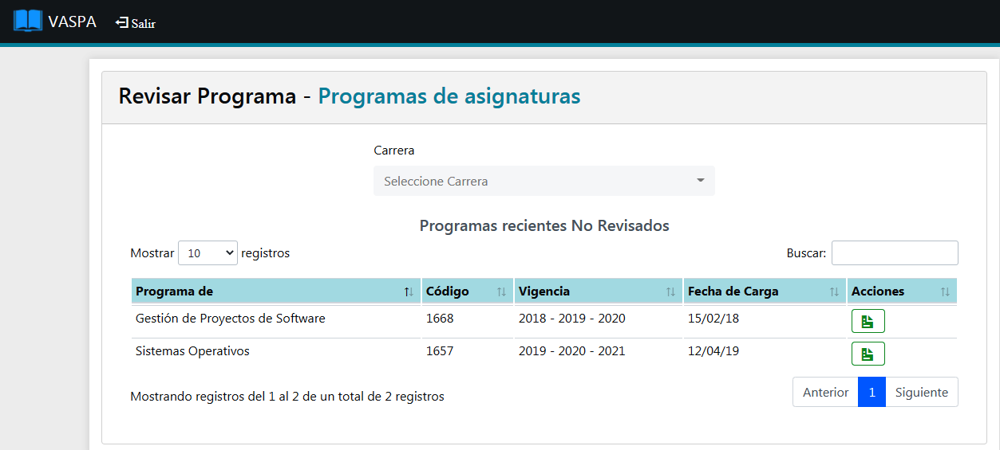 VASPA Salir
Revisar Programa - Programas de asignaturas
Carrera
Seleccione Carrera
Programas recientes No Revisados
Mostrar 10 registros Buscar:
Programa de Código Vigencia Fecha de Carga Acciones
Gestión de Proyectos de Software 1668 2018 - 2019 - 2020 15/02/18
Sistemas Operativos 1657 2019 - 2020 - 2021 12/04/19
Mostrando registros del 1 al 2 de un total de 2 registros Anterior 1 Siguiente